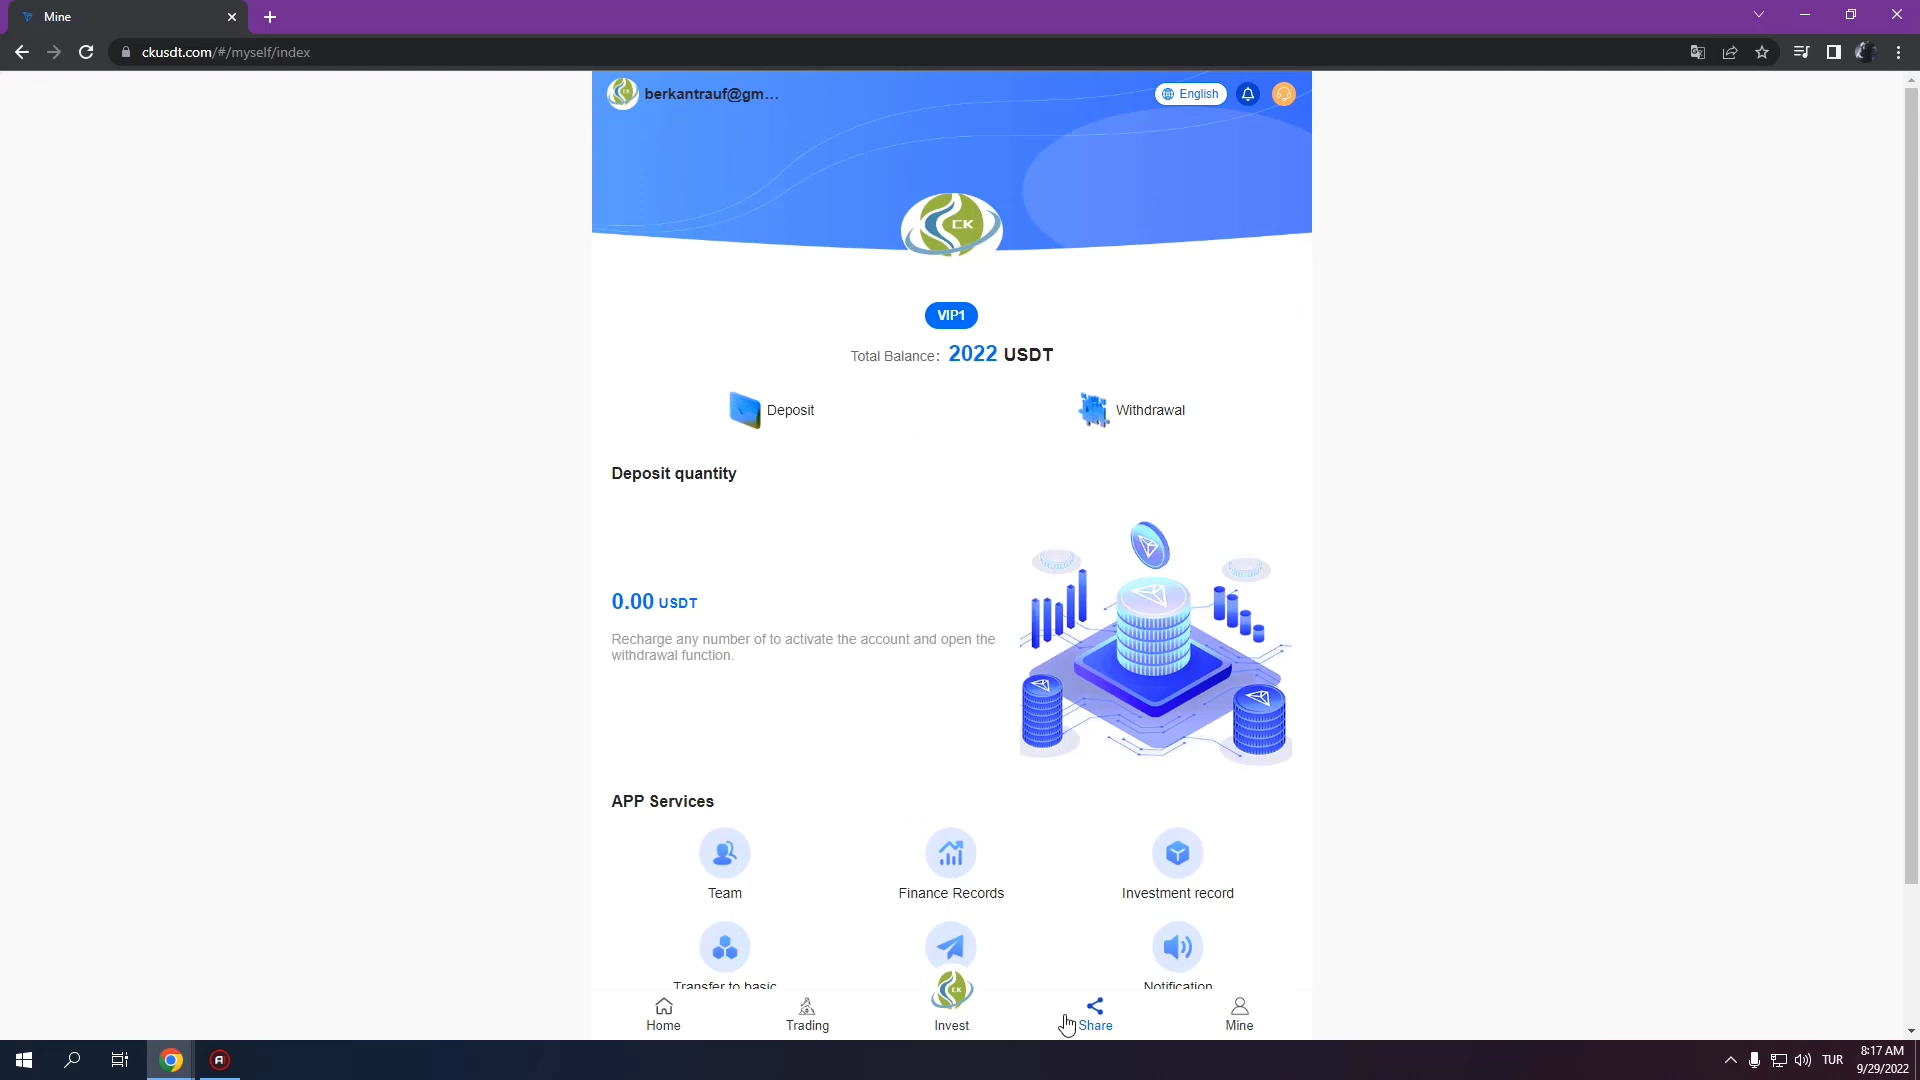 Mine
ckusdt.com/#/myself/index
berkantrauf@gm...
English
CK
VIP1
Total Balance: 2022 USDT
Deposit
Withdrawal
Deposit quantity
0.00 USDT
Recharge any number of to activate the account and open the
withdrawal function.
APP Services
Team
Finance Records
Investment record
Transfer to basic
Notification
CK
Home
Trading
Invest
Share
Mine
TUR
8:17 AM
9/29/2022